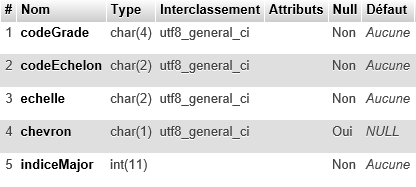 # Nom Type Interclassement Attributs Null Défaut
1 codeGrade char(4) utf8_general_ci Non Aucune
2 codeEchelon char(2) utf8_general_ci Non Aucune
3 echelle char(2) utf8_general_ci Non Aucune
4 chevron char(1) utf8_general_ci Oui NULL
5 indiceMajor int(11) Non Aucune